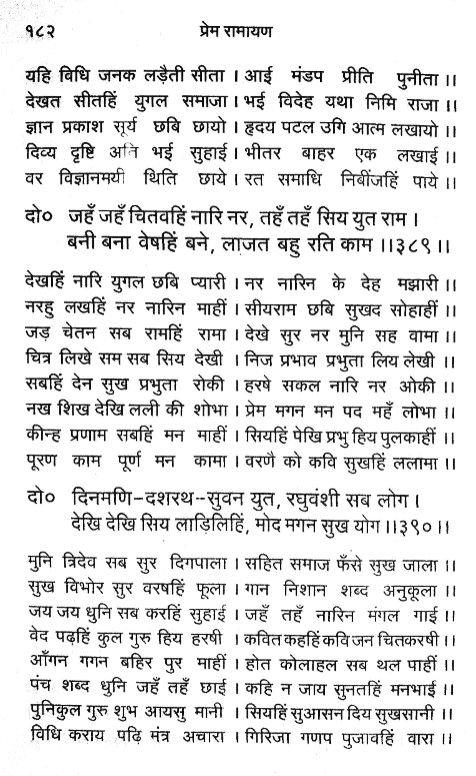 १८२ प्रेम रामायण
यहि विधि जनक लड़ैती सीता । आई मंडप प्रीति पुनीता ।।
देखत सीतहिं युगल समाजा । भई विदेह यथा निमि राजा ।।
ज्ञान प्रकाश सूर्य छबि छायो । हृदय पटल उगि आत्म लखायो ।
दिव्य दृष्टि अति भई सुहाई । भीतर बाहर एक लखाई ।।
वर विज्ञानमयी थिति छाये । रत समाधि निबींजहिं पाये ।।
दो० जहँ जहँ चितवहिं नारि नर, तहँ तहँ सिय युत राम ।
बनी बना वेषहिं बने, लाजत बहु रति काम ।।३८९।।
देखहिं नारि युगल छबि प्यारी । नर नारिन के देह मझारी ।।
नरहु लखहिं नर नारिन माहीं । सीयराम छबि सुखद सोहाहीं ।।
जड़ चेतन सब रामहिं रामा । देखे सुर नर मुनि सह वामा ।।
चित्र लिखे सम सब सिय देखी । निज प्रभाव प्रभुता लिय लेखी ।।
सबहिं देन सुख प्रभुता रोकी । हरषे सकल नारि नर ओकी ।।
नख शिख देखि लली की शोभा । प्रेम मगन मन पद महँ लोभा ।।
कीन्ह प्रणाम सबहिं मन माहीं । सियहिं पेखि प्रभु हिय पुलकाहीं ।।
पूरण काम पूर्ण मन कामा । वरणै को कवि सुखहिं ललामा ।।
दो० दिनमणि-दशरथ-सुवन युत, रघुवंशी सब लोग ।
देखि देखि सिय लाड़िलिहिं, मोद मगन सुख योग ।।३९०।।
मुनि त्रिदेव सब सुर दिगपाला । सहित समाज फँसे सुख जाला ।।
सुख विभोर सुर वरषहिं फूला । गान निशान शब्द अनुकूला ।।
जय जय धुनि सब करहिं सुहाई । जहँ तहँ नारिन मंगल गाई ।।
वेद पढ़हिं कुल गुरु हिय हरषी । कवित कहहिं कवि जन चितकरषी ।।
आँगन गगन बहिर पुर माहीं । होत कोलाहल सब थल पाहीं ।।
पंच शब्द धुनि जहँ तहँ छाई । कहि न जाय सुनतहिं मनभाई ।।
पुनिकुल गुरु शुभ आयसु मानी । सियहिं सुआसन दिय सुखसानी ।।
विधि कराय पढ़ि मंत्र अचारा । गिरिजा गणप पुजावहिं वारा ।।